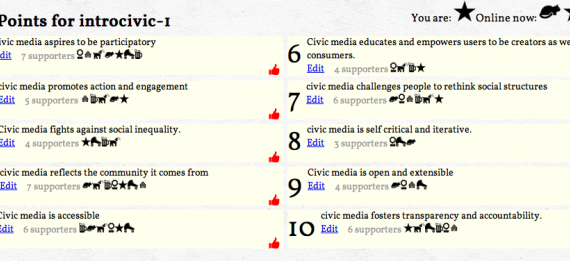 Points for introcivic-1
You are: Online now:
ivic media aspires to be participatory
dit 7 supporters
civic media promotes action and engagement
Edit 5 supporters
Civic media fights against social inequality.
Edit 4 supporters
civic media reflects the community it comes from
Edit 7 supporters
Civic media is accessible
Edit 6 supporters
6 Civic media educates and empowers users to be creators as we
consumers.
Edit 4 supporters
7 civic media challenges people to rethink social structures
Edit 6 supporters
8 civic media is self critical and iterative.
Edit 3 supporters
9 Civic media is open and extensible
Edit 4 supporters
10 civic media fosters transparency and accountability.
Edit 6 supporters